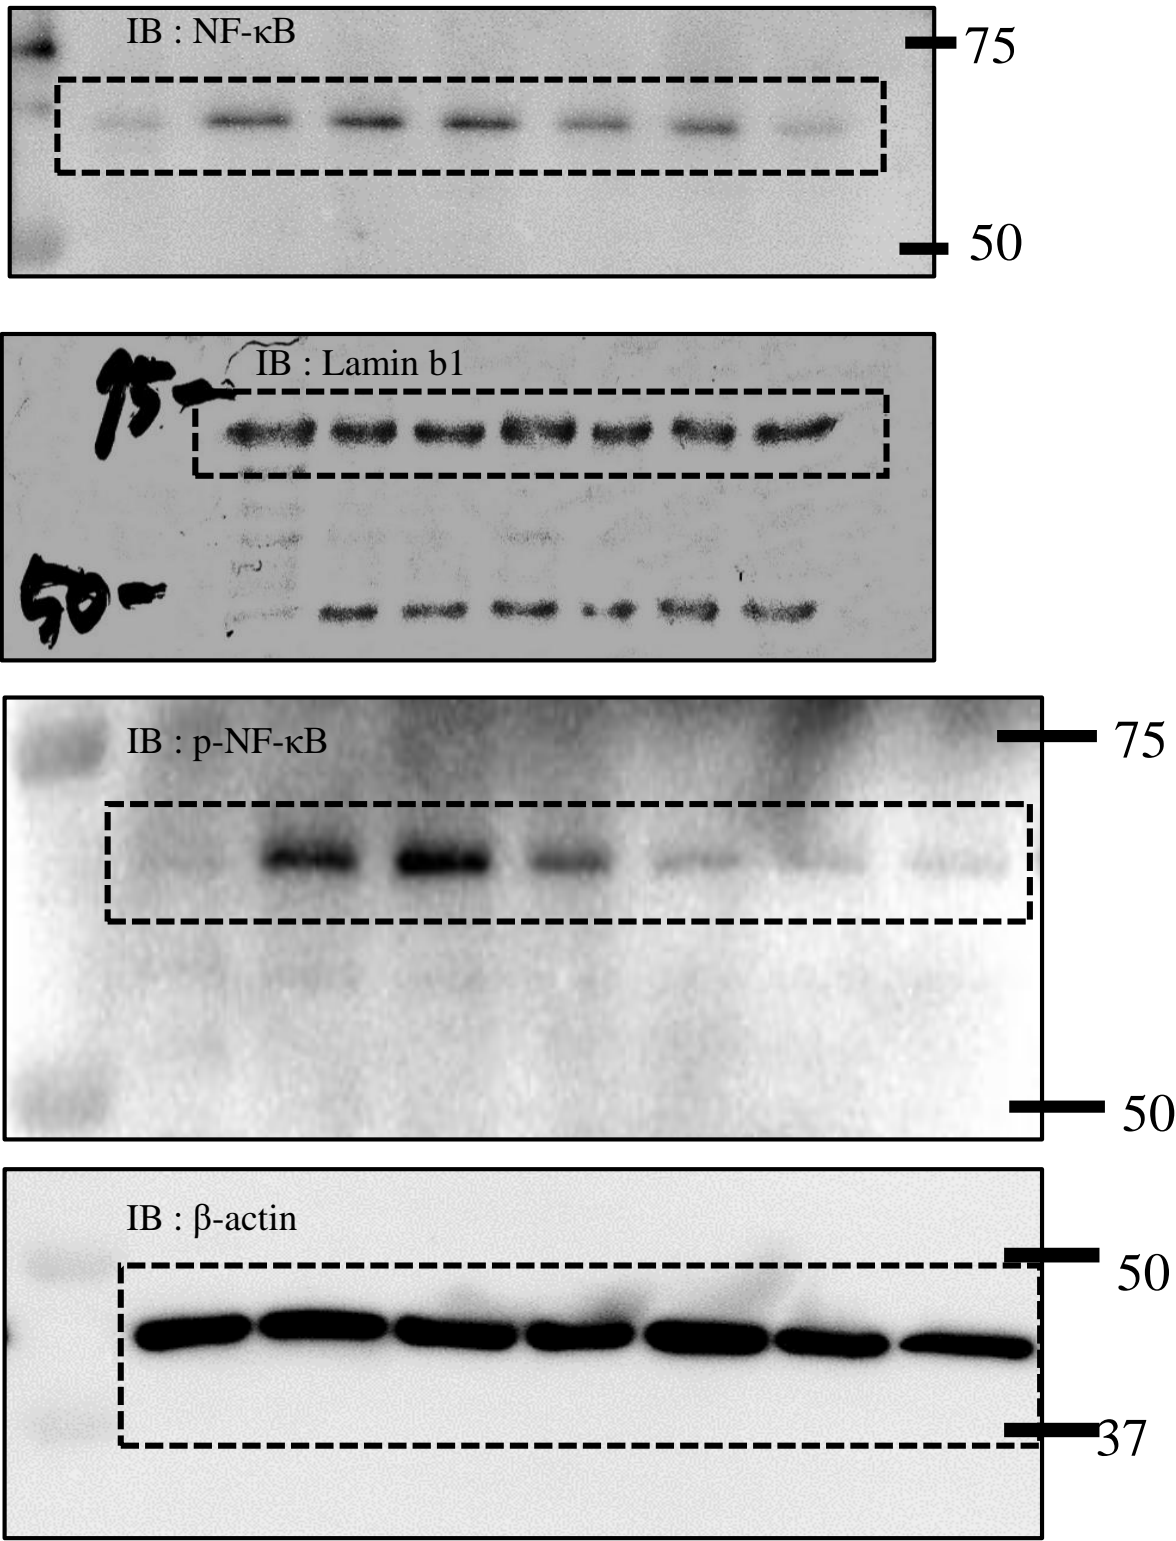 IB : NF-κB
75
50
IB : Lamin b1
75-
50-
IB : p-NF-κB
75
50
IB : β-actin
50
37